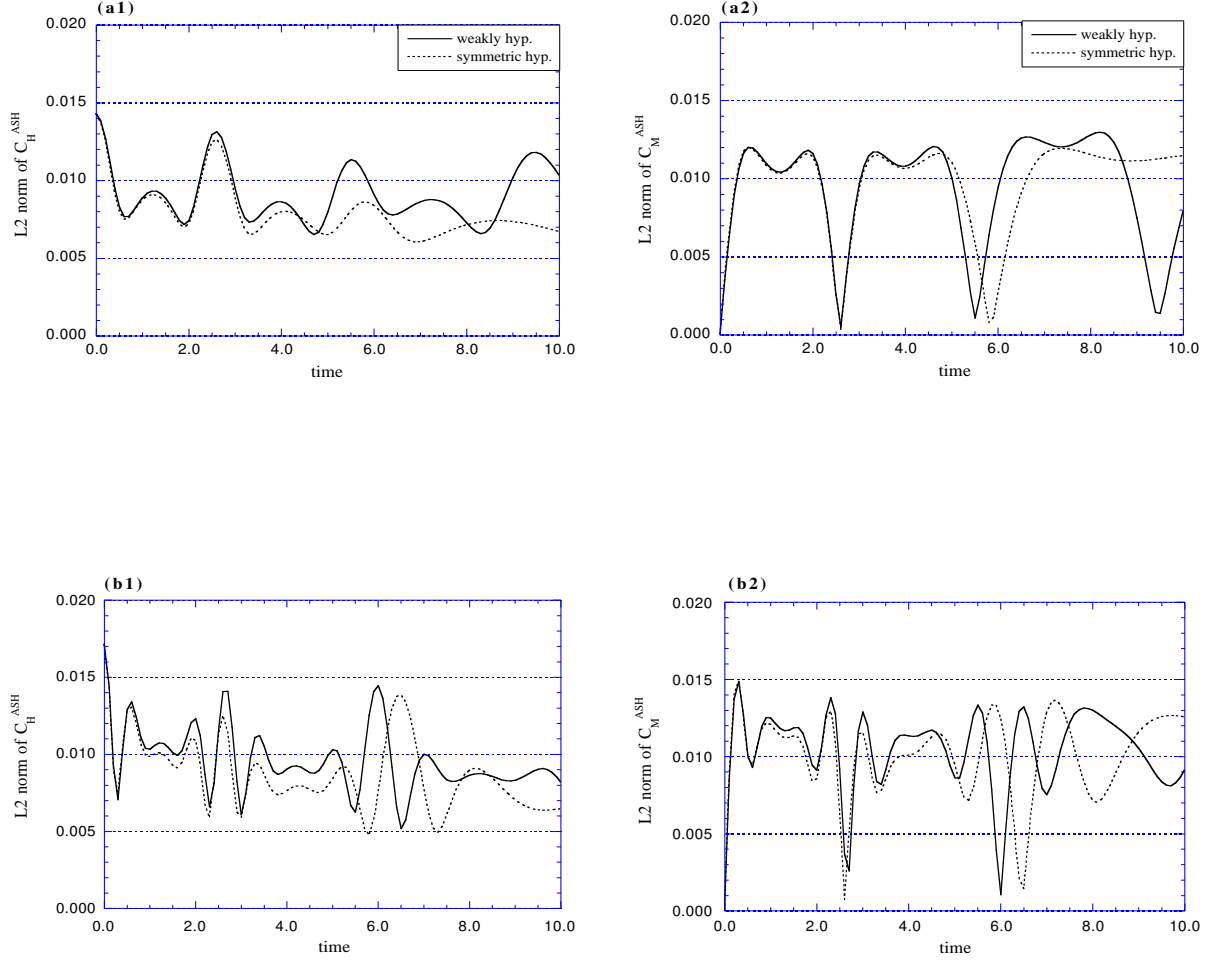 (a1)
0.020
0.015
0.010
0.005
0.000
L2 norm of C_H^ASH
weakly hyp.
symmetric hyp.
0.0 2.0 4.0 6.0 8.0 10.0
time
(a2)
0.020
0.015
0.010
0.005
0.000
L2 norm of C_M^ASH
weakly hyp.
symmetric hyp.
0.0 2.0 4.0 6.0 8.0 10.0
time
(b1)
0.020
0.015
0.010
0.005
0.000
L2 norm of C_H^ASH
0.0 2.0 4.0 6.0 8.0 10.0
time
(b2)
0.020
0.015
0.010
0.005
0.000
L2 norm of C_M^ASH
0.0 2.0 4.0 6.0 8.0 10.0
time